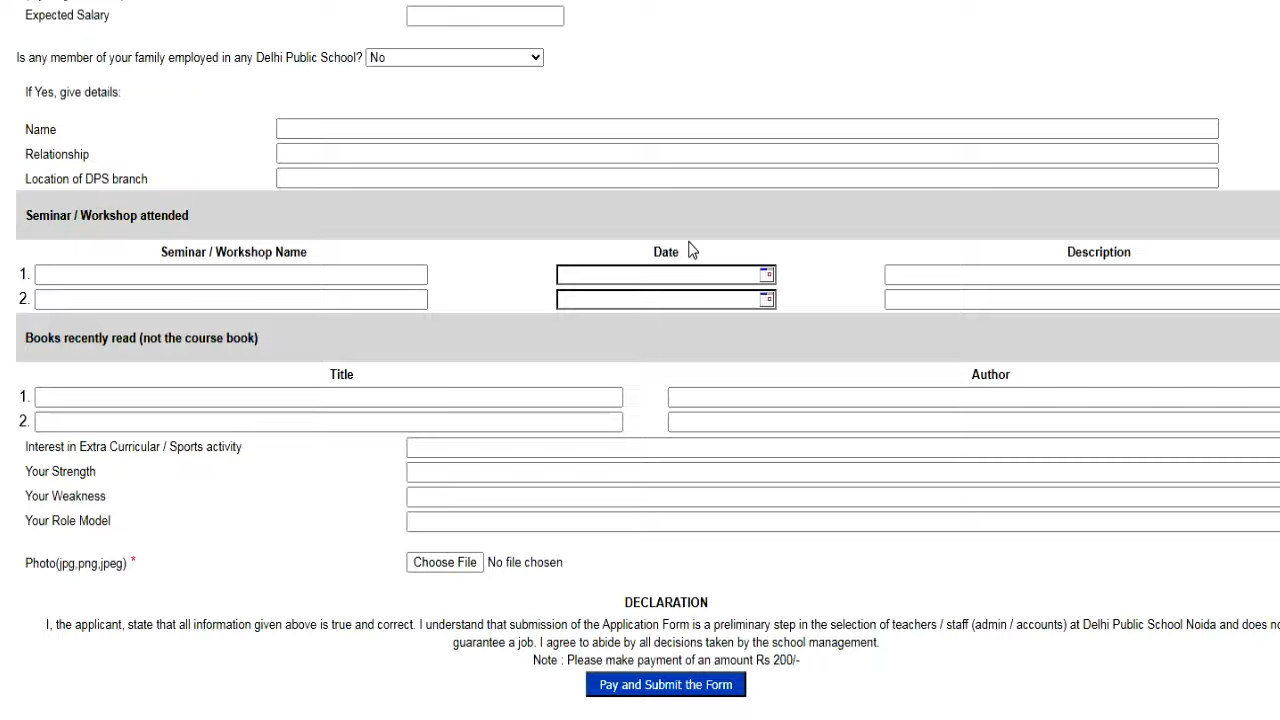 Expected Salary
Is any member of your family employed in any Delhi Public School? No
If Yes, give details:
Name
Relationship
Location of DPS branch
Seminar / Workshop attended
Seminar / Workshop Name Date Description
1.
2.
Books recently read (not the course book)
Title Author
1.
2.
Interest in Extra Curricular / Sports activity
Your Strength
Your Weakness
Your Role Model
Photo(jpg,png,jpeg) * Choose File No file chosen
DECLARATION
I, the applicant, state that all information given above is true and correct. I understand that submission of the Application Form is a preliminary step in the selection of teachers / staff (admin / accounts) at Delhi Public School Noida and does
guarantee a job. I agree to abide by all decisions taken by the school management.
Note : Please make payment of an amount Rs 200/-
Pay and Submit the Form